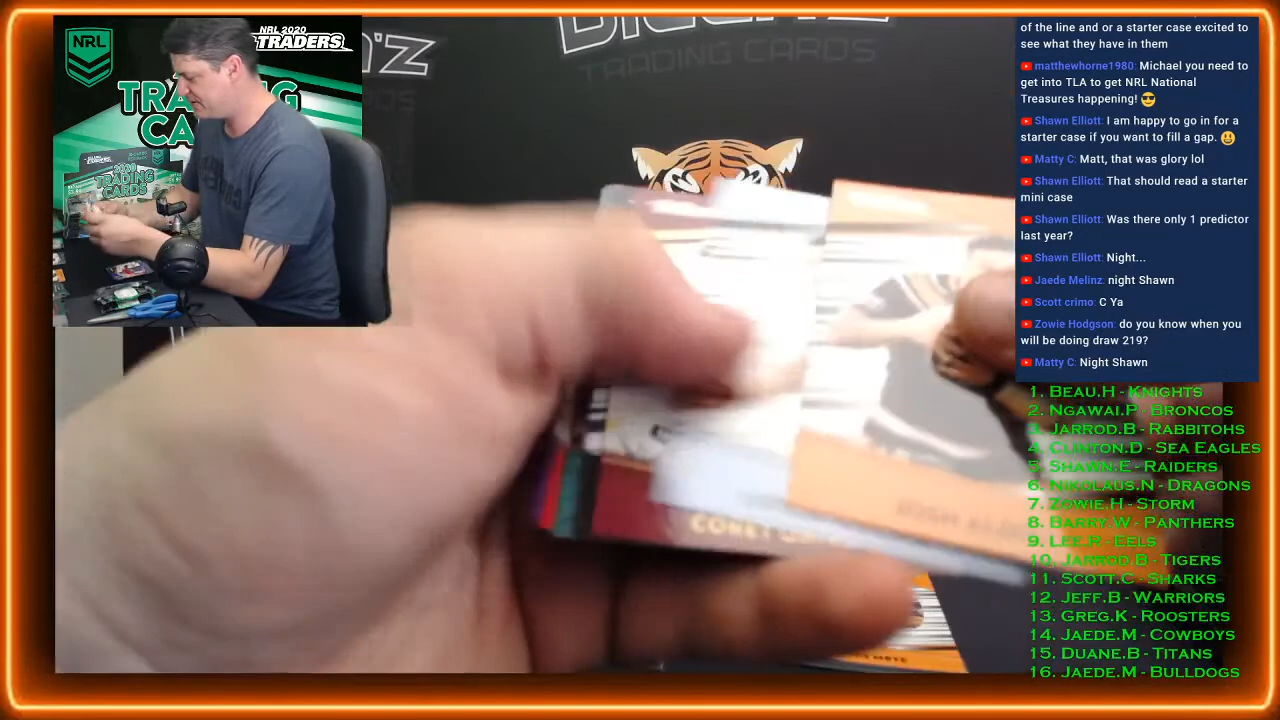 NRL
NRL 2020
TRADERS
TRADING CARDS
2020
TRADING
CARDS
of the line and or a starter case excited to
see what they have in them
matthewhorne1980: Michael you need to
get into TLA to get NRL National
Treasures happening! 😎
Shawn Elliott: I am happy to go in for a
starter case if you want to fill a gap. 😃
Matty C: Matt, that was glory lol
Shawn Elliott: That should read a starter
mini case
Shawn Elliott: Was there only 1 predictor
last year?
Shawn Elliott: Night...
Jaede Melinz: night Shawn
Scott crimo: C Ya
Zowie Hodgson: do you know when you
will be doing draw 219?
Matty C: Night Shawn
1. Beau.H - Knights
2. Ngawai.P - Broncos
3. Jarrod.B - Rabbitohs
4. Clinton.D - Sea Eagles
5. Shawn.E - Raiders
6. Nikolaus.N - Dragons
7. Zowie.H - Storm
8. Barry.W - Panthers
9. Lee.R - Eels
10. Jarrod.B - Tigers
11. Scott.C - Sharks
12. Jeff.B - Warriors
13. Greg.K - Roosters
14. Jaede.M - Cowboys
15. Duane.B - Titans
16. Jaede.M - Bulldogs